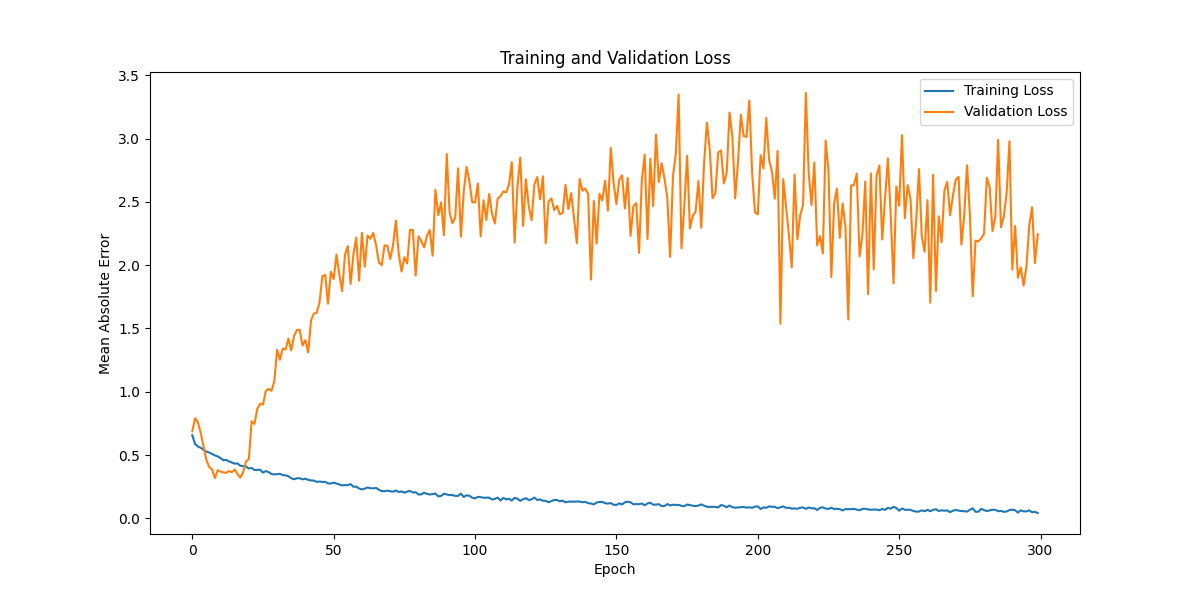 Training and Validation Loss
3.5
3.0
2.5
2.0
1.5
1.0
0.5
0.0
Mean Absolute Error
Training Loss
Validation Loss
0 50 100 150 200 250 300
Epoch